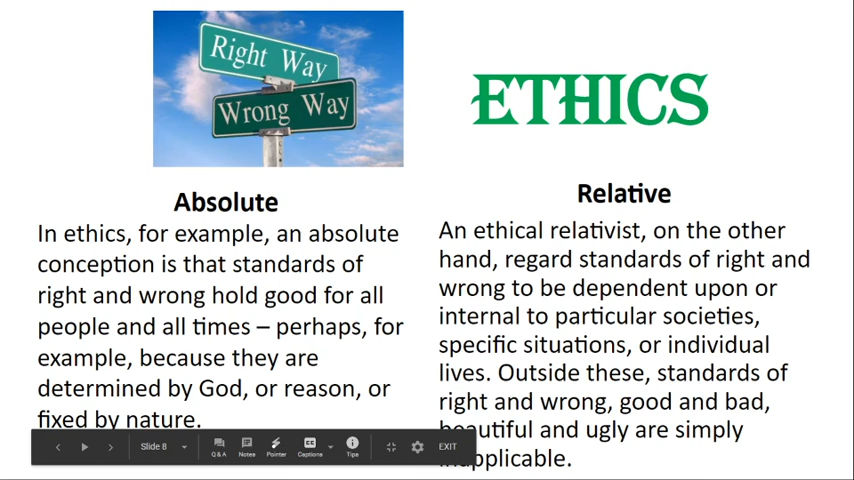 Right Way
Wrong Way
ETHICS
Absolute
In ethics, for example, an absolute
conception is that standards of
right and wrong hold good for all
people and all times – perhaps, for
example, because they are
determined by God, or reason, or
fixed by nature.
Relative
An ethical relativist, on the other
hand, regard standards of right and
wrong to be dependent upon or
internal to particular societies,
specific situations, or individual
lives. Outside these, standards of
right and wrong, good and bad,
beautiful and ugly are simply
inapplicable.
Slide 8
Q & A
Notes
Pointer
CC
Captions
Tips
EXIT